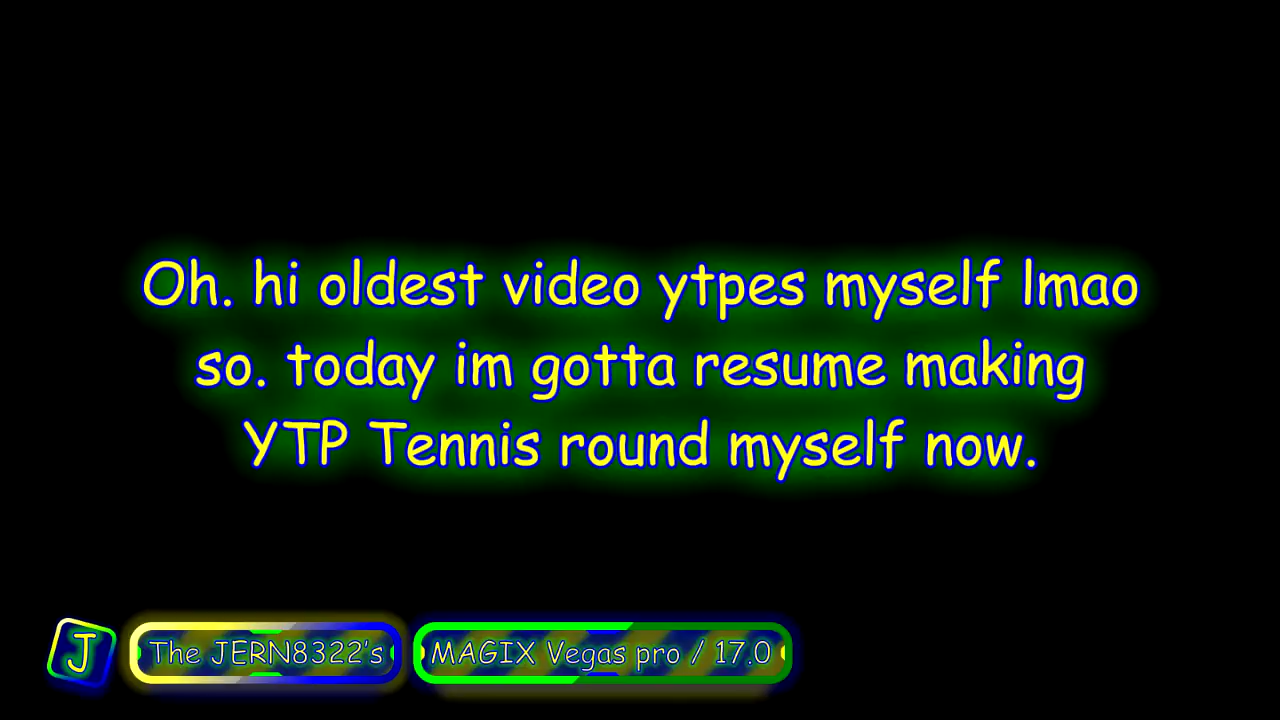 Oh. hi oldest video ytpes myself lmao
so. today im gotta resume making
YTP Tennis round myself now.
J
The JERN8322's
MAGIX Vegas pro / 17.0